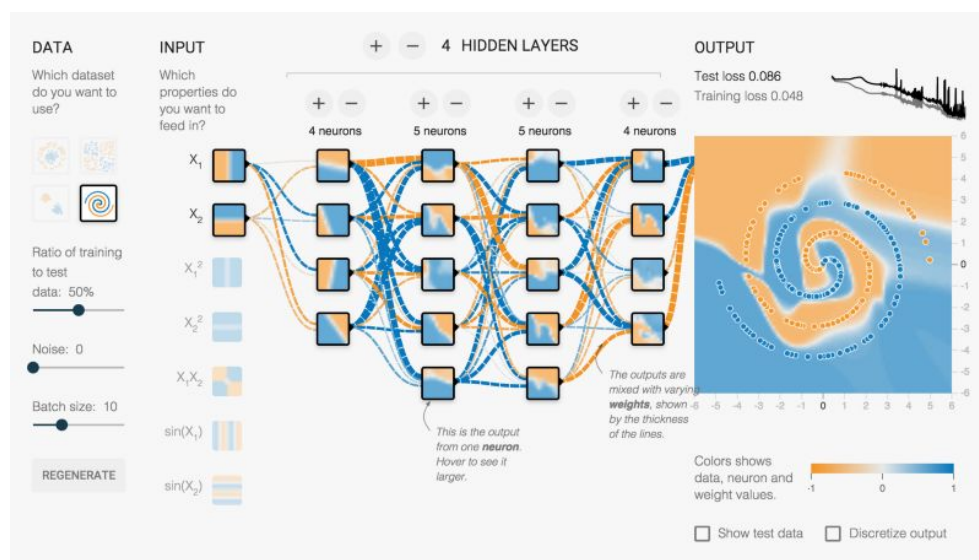 DATA
Which dataset
do you want to
use?
Ratio of training
to test
data: 50%
Noise: 0
Batch size: 10
REGENERATE
INPUT
Which
properties do
you want to
feed in?
X1
X2
X1²
X2²
X1X2
sin(X1)
sin(X2)
+ − 4 HIDDEN LAYERS
+ − + − + − + −
4 neurons 5 neurons 5 neurons 4 neurons
This is the output
from one neuron.
Hover to see it
larger.
The outputs are
mixed with varying
weights, shown
by the thickness
of the lines.
OUTPUT
Test loss 0.086
Training loss 0.048
6
5
4
3
2
1
0
-1
-2
-3
-4
-5
-6
-6 -5 -4 -3 -2 -1 0 1 2 3 4 5 6
Colors shows
data, neuron and
weight values.
-1 0 1
Show test data Discretize output